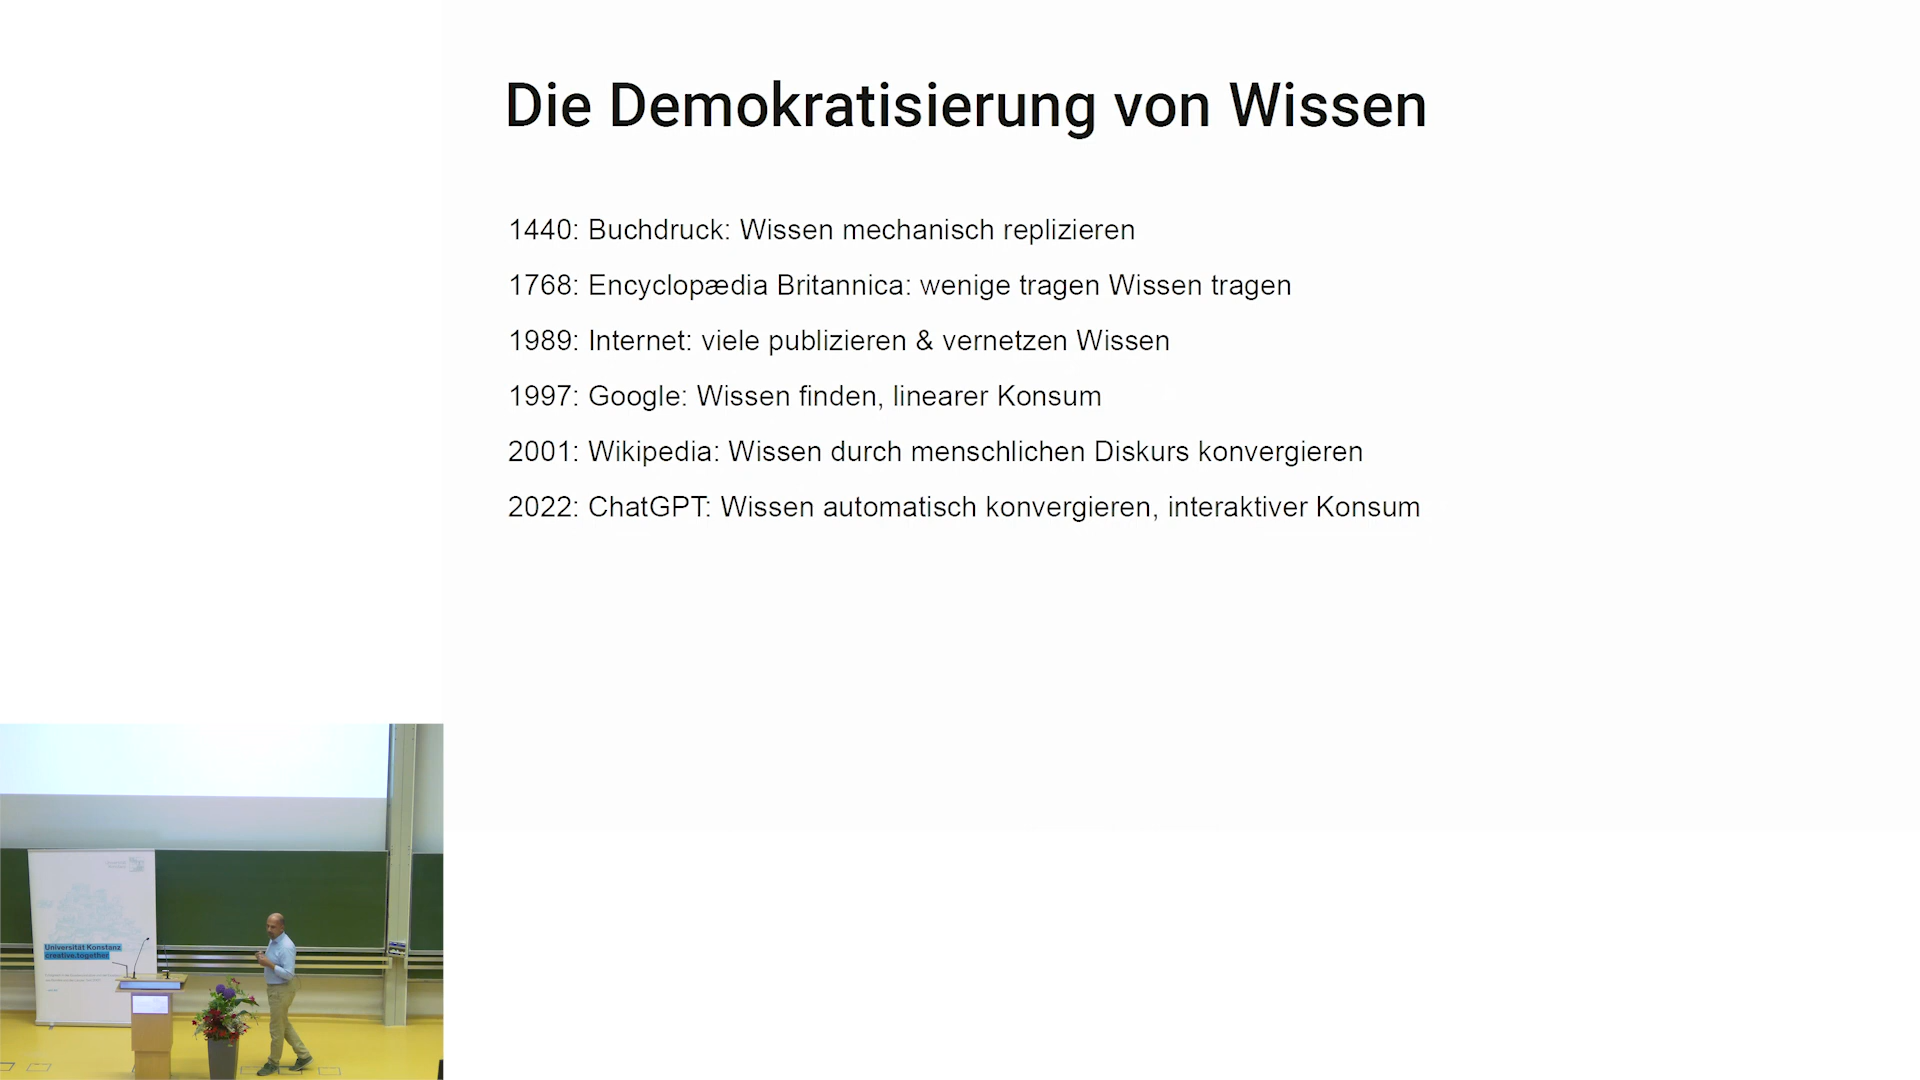 Die Demokratisierung von Wissen
1440: Buchdruck: Wissen mechanisch replizieren
1768: Encyclopædia Britannica: wenige tragen Wissen tragen
1989: Internet: viele publizieren & vernetzen Wissen
1997: Google: Wissen finden, linearer Konsum
2001: Wikipedia: Wissen durch menschlichen Diskurs konvergieren
2022: ChatGPT: Wissen automatisch konvergieren, interaktiver Konsum
Universität Konstanz
creative.together